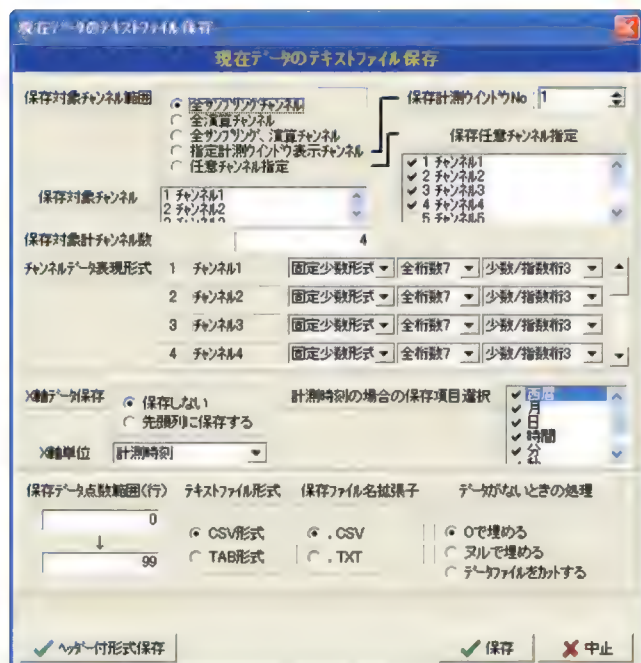 現在データのテキストファイル保存
現在データのテキストファイル保存
保存対象チャンネル範囲
全サンプリングチャンネル
全演算チャンネル
全サンプリング、演算チャンネル
指定計測ウインドウ表示チャンネル
任意チャンネル指定
保存計測ウインドウNo 1
保存任意チャンネル指定
1 チャンネル1
2 チャンネル2
3 チャンネル3
4 チャンネル4
5 チャンネル5
保存対象チャンネル
1 チャンネル1
2 チャンネル2
保存対象計チャンネル数 4
チャンネルデータ表現形式 1 チャンネル1 固定少数形式 全桁数7 少数/指数桁3
2 チャンネル2 固定少数形式 全桁数7 少数/指数桁3
3 チャンネル3 固定少数形式 全桁数7 少数/指数桁3
4 チャンネル4 固定少数形式 全桁数7 少数/指数桁3
X軸データ保存
保存しない
先頭列に保存する
X軸単位 計測時刻
計測時刻の場合の保存項目選択
西暦
月
日
時間
分
保存データ点数範囲(行)
0
↓
99
テキストファイル形式
CSV形式
TAB形式
保存ファイル名拡張子
.CSV
.TXT
データがないときの処理
0で埋める
ヌルで埋める
データファイルをカットする
ヘッダー付形式保存
保存
中止